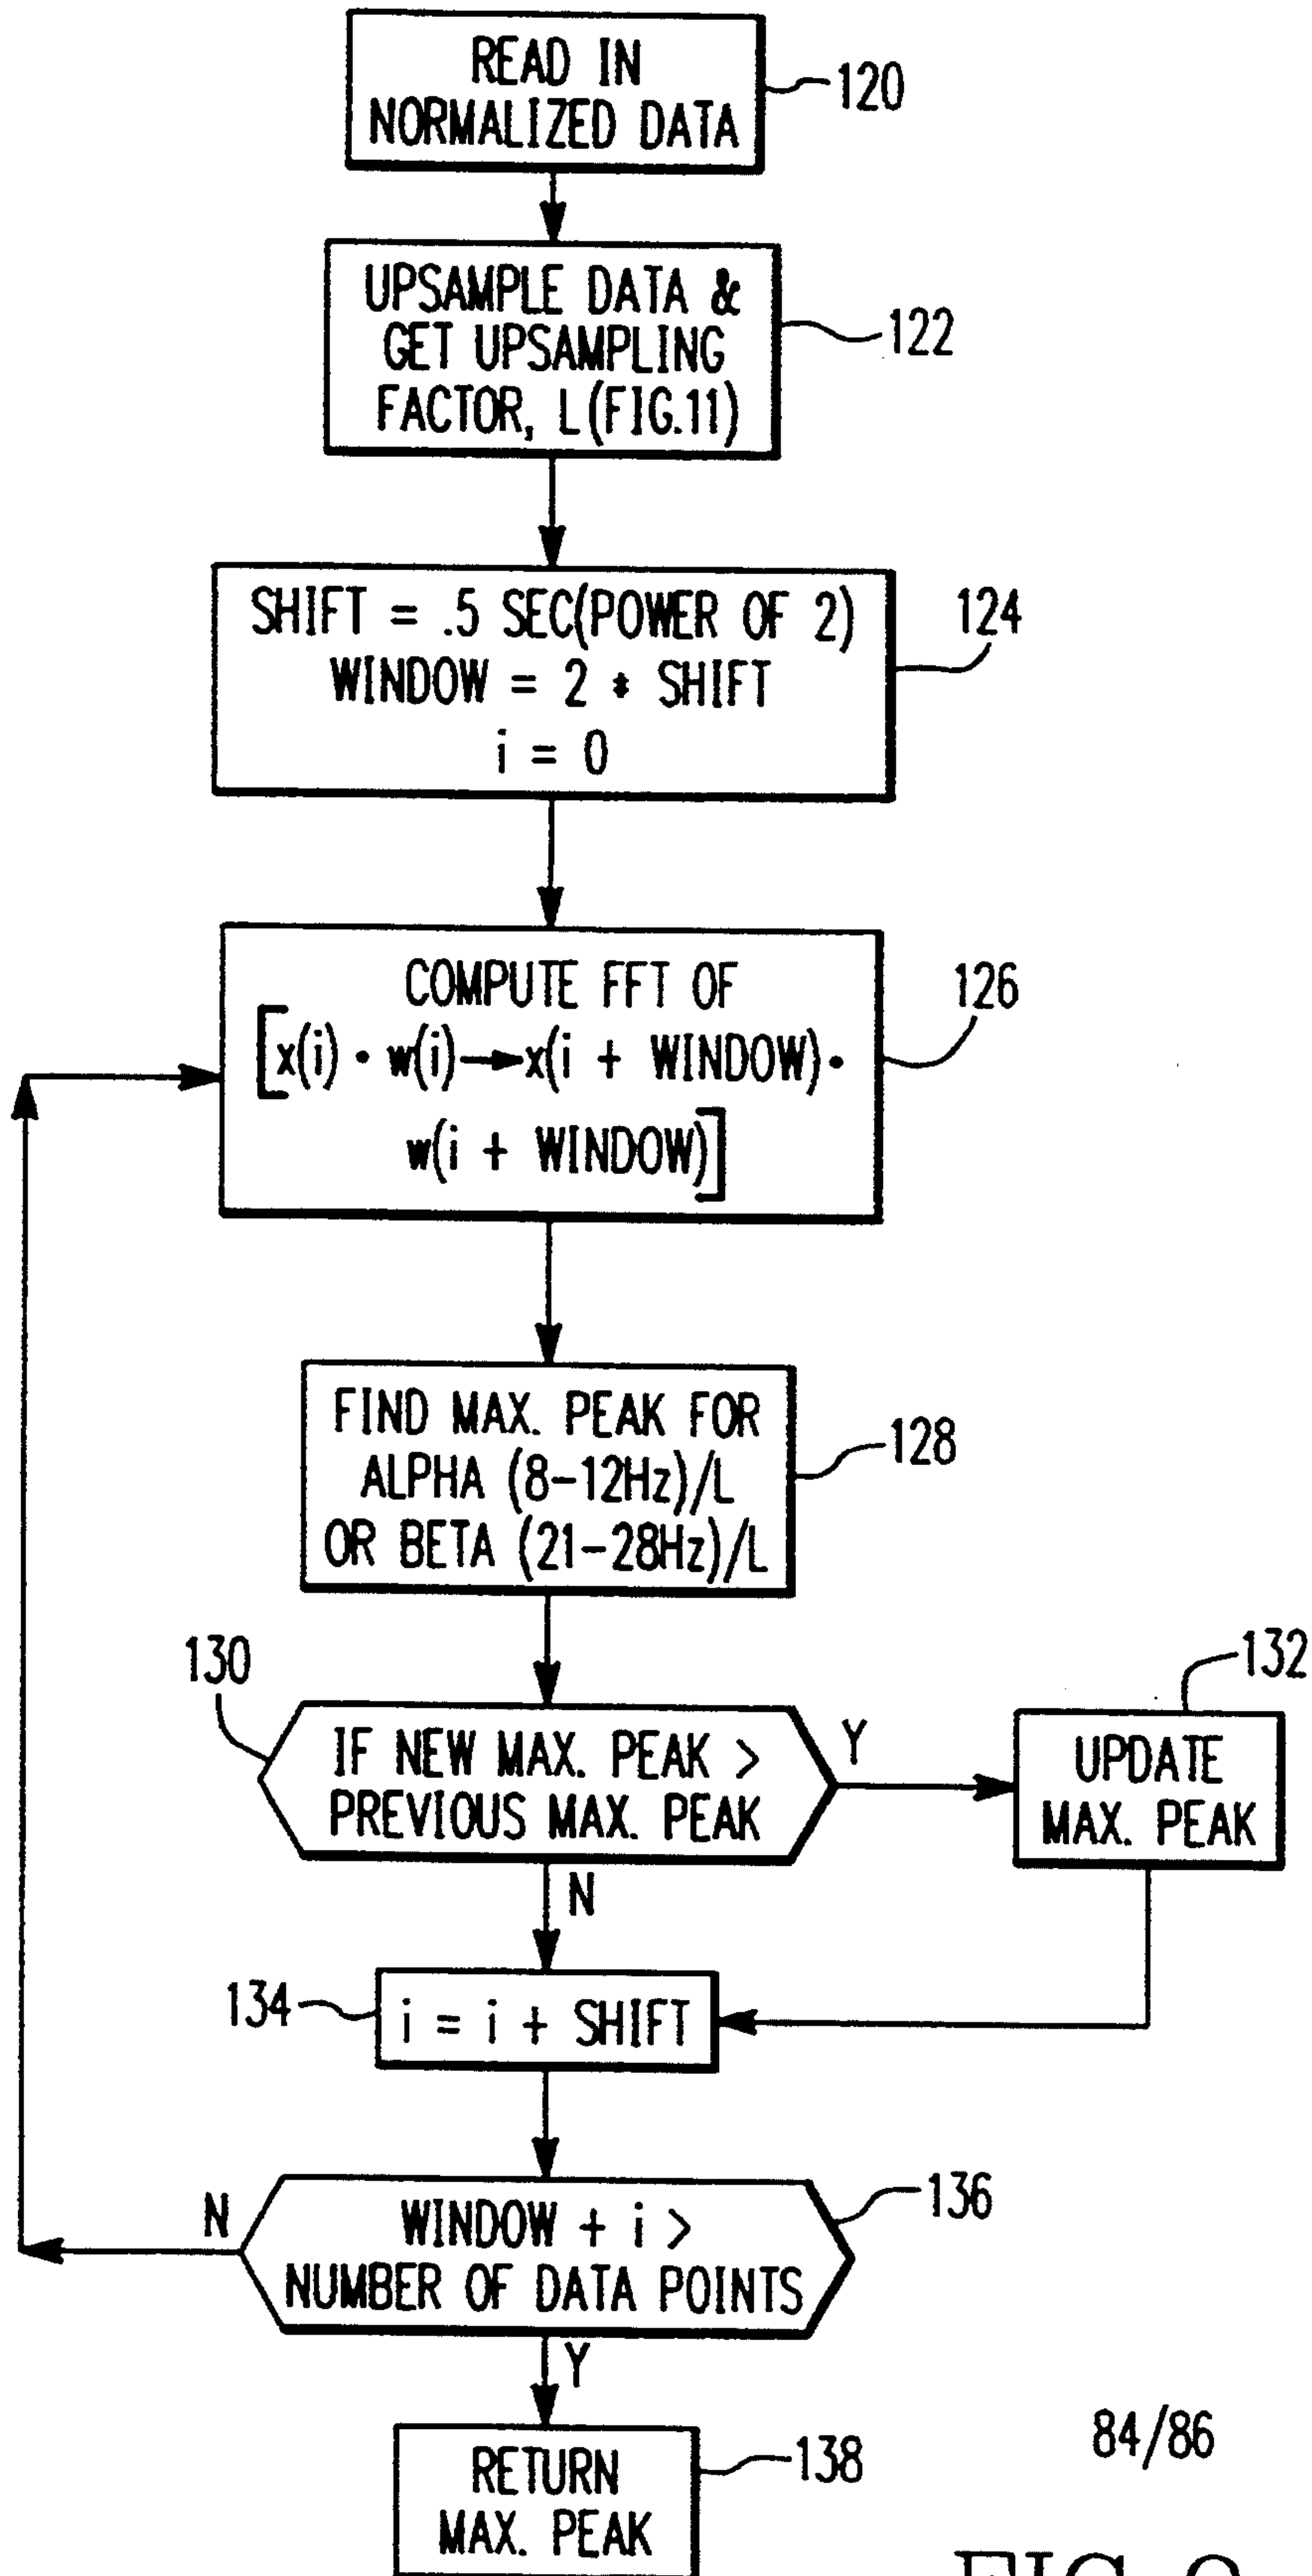 READ IN
NORMALIZED DATA
120
UPSAMPLE DATA &
GET UPSAMPLING
FACTOR, L(FIG.11)
122
SHIFT = .5 SEC(POWER OF 2)
WINDOW = 2 * SHIFT
i = 0
124
COMPUTE FFT OF
[x(i) • w(i)→x(i + WINDOW) •
w(i + WINDOW)]
126
FIND MAX. PEAK FOR
ALPHA (8-12Hz)/L
OR BETA (21-28Hz)/L
128
130
IF NEW MAX. PEAK >
PREVIOUS MAX. PEAK
Y
132
UPDATE
MAX. PEAK
N
134
i = i + SHIFT
136
N
WINDOW + i >
NUMBER OF DATA POINTS
Y
RETURN
MAX. PEAK
138
84/86